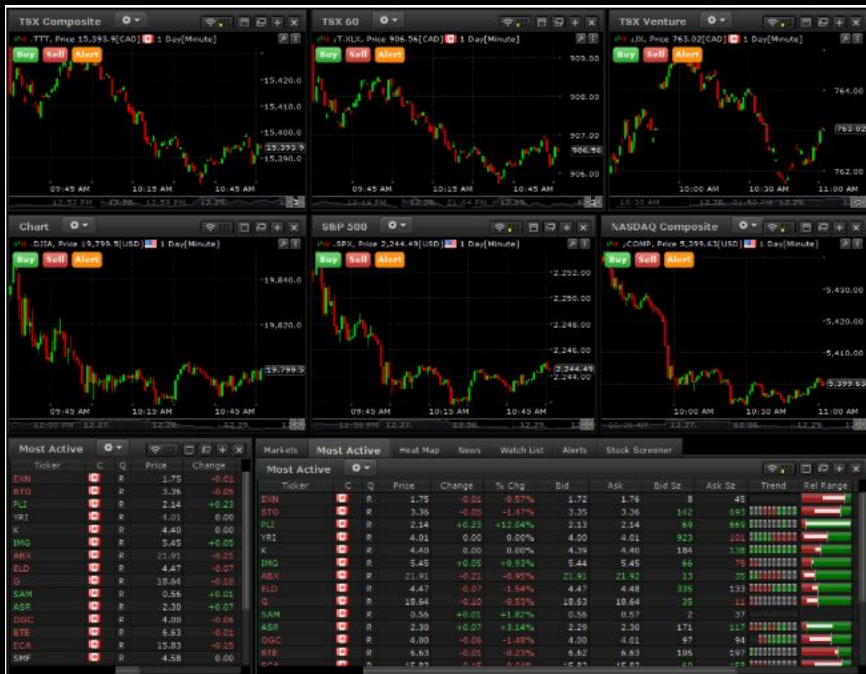 TSX Composite TSX 60 TSX Venture
.TTT, Price 15,393.9[CAD] 1 Day[Minute]
Buy Sell Alert
15,420.0
15,400.0
15,393.9
15,390.0
09:45 AM 10:15 AM 10:45 AM
;T.XLX, Price 906.56[CAD] 1 Day[Minute]
Buy Sell Alert
909.00
908.00
907.00
906.56
906.00
09:45 AM 10:15 AM 10:45 AM
;JX, Price 763.02[CAD] 1 Day[Minute]
Buy Sell Alert
764.00
763.02
762.00
10:00 AM 10:30 AM 11:00 AM
Chart S&P 500 NASDAQ Composite
.DJIA, Price 19,799.5[USD] 1 Day[Minute]
Buy Sell Alert
19,840.0
19,820.0
19,799.5
09:45 AM 10:15 AM 10:45 AM
.SPX, Price 2,244.49[USD] 1 Day[Minute]
Buy Sell Alert
2,252.00
2,250.00
2,248.00
2,246.00
2,244.49
2,244.00
09:45 AM 10:15 AM 10:45 AM
;COMP, Price 5,399.63[USD] 1 Day[Minute]
Buy Sell Alert
5,430.00
5,420.00
5,410.00
5,399.63
10:00 AM 10:30 AM 11:00 AM
Most Active
Ticker C Q Price Change
EXN R 1.75 -0.01
BTO R 3.36 -0.05
PLI R 2.14 +0.23
YRI R 4.01 0.00
K R 4.40 0.00
IMG R 5.45 +0.05
ABX R 21.91 -0.21
ELD R 4.47 -0.07
G R 18.64 -0.10
SAM R 0.56 +0.01
ASR R 2.30 +0.07
OGC R 4.00 -0.06
BTE R 6.63 -0.01
ECA R 15.83 -0.15
SMF R 4.58 0.00
Markets Most Active Heat Map News Watch List Alerts Stock Screener
Most Active
Ticker C Q Price Change % Chg Bid Ask Bid Sz Ask Sz Trend Rel Range
EXN R 1.75 -0.01 -0.57% 1.72 1.76 8 45
BTO R 3.36 -0.05 -1.47% 3.35 3.36 142 693
PLI R 2.14 +0.23 +12.04% 2.13 2.14 69 669
YRI R 4.01 0.00 0.00% 4.00 4.01 923 101
K R 4.40 0.00 0.00% 4.39 4.40 184 138
IMG R 5.45 +0.05 +0.93% 5.44 5.45 66 75
ABX R 21.91 -0.21 -0.95% 21.91 21.92 13 35
ELD R 4.47 -0.07 -1.54% 4.47 4.48 335 133
G R 18.64 -0.10 -0.53% 18.63 18.64 35 11
SAM R 0.56 +0.01 +1.82% 0.56 0.57 2 37
ASR R 2.30 +0.07 +3.14% 2.29 2.30 171 117
OGC R 4.00 -0.06 -1.48% 4.00 4.01 97 94
BTE R 6.63 -0.01 -0.23% 6.62 6.63 105 197